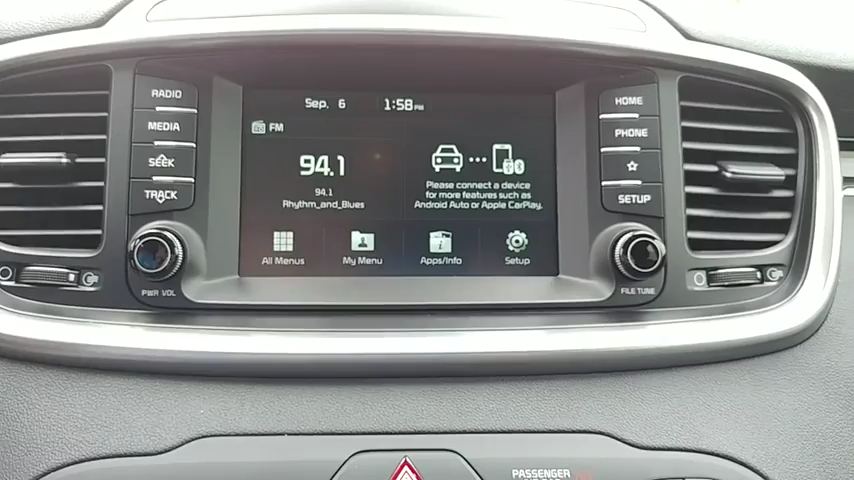 RADIO
MEDIA
SEEK
TRACK
PWR VOL
Sep. 6 1:58 PM
FM
94.1
94.1
Rhythm_and_Blues
Please connect a device
for more features such as
Android Auto or Apple CarPlay.
All Menus My Menu Apps/Info Setup
HOME
PHONE
SETUP
FILE TUNE
PASSENGER